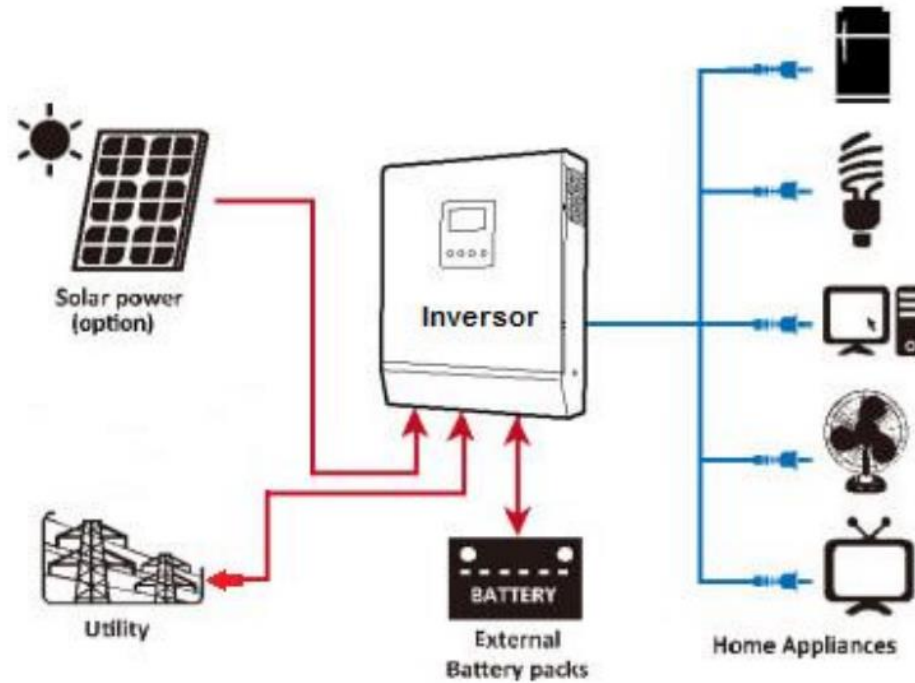 Solar power
(option)
Inversor
Utility
BATTERY
External
Battery packs
Home Appliances